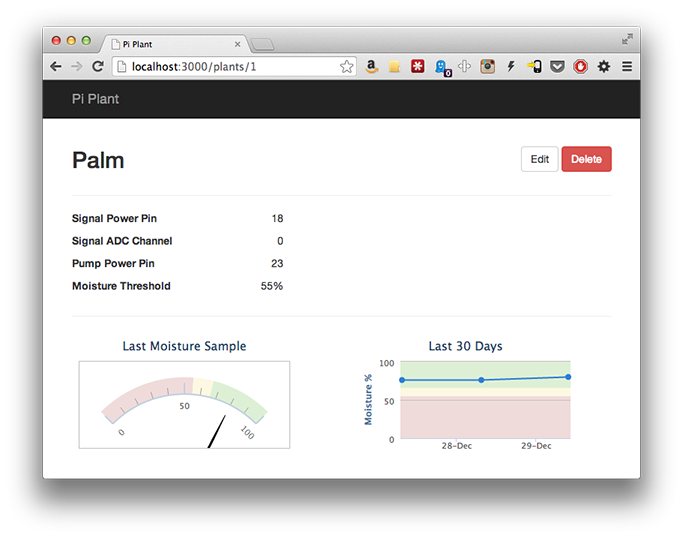 Pi Plant
localhost:3000/plants/1
0
Pi Plant
Palm
Edit
Delete
Signal Power Pin 18
Signal ADC Channel 0
Pump Power Pin 23
Moisture Threshold 55%
Last Moisture Sample
0
50
100
Last 30 Days
Moisture %
100
50
0
28-Dec
29-Dec